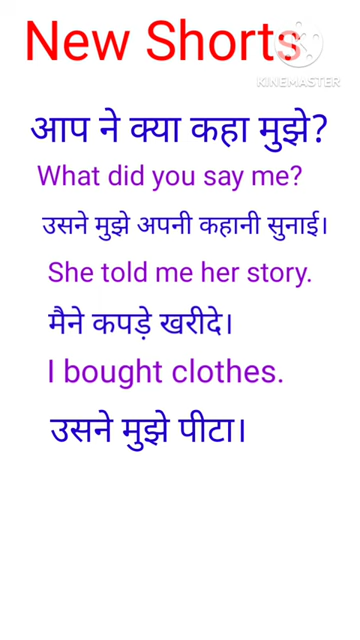 New Shorts
KINEMASTER
आप ने क्या कहा मुझे?
What did you say me?
उसने मुझे अपनी कहानी सुनाई।
She told me her story.
मैने कपड़े खरीदे।
I bought clothes.
उसने मुझे पीटा।